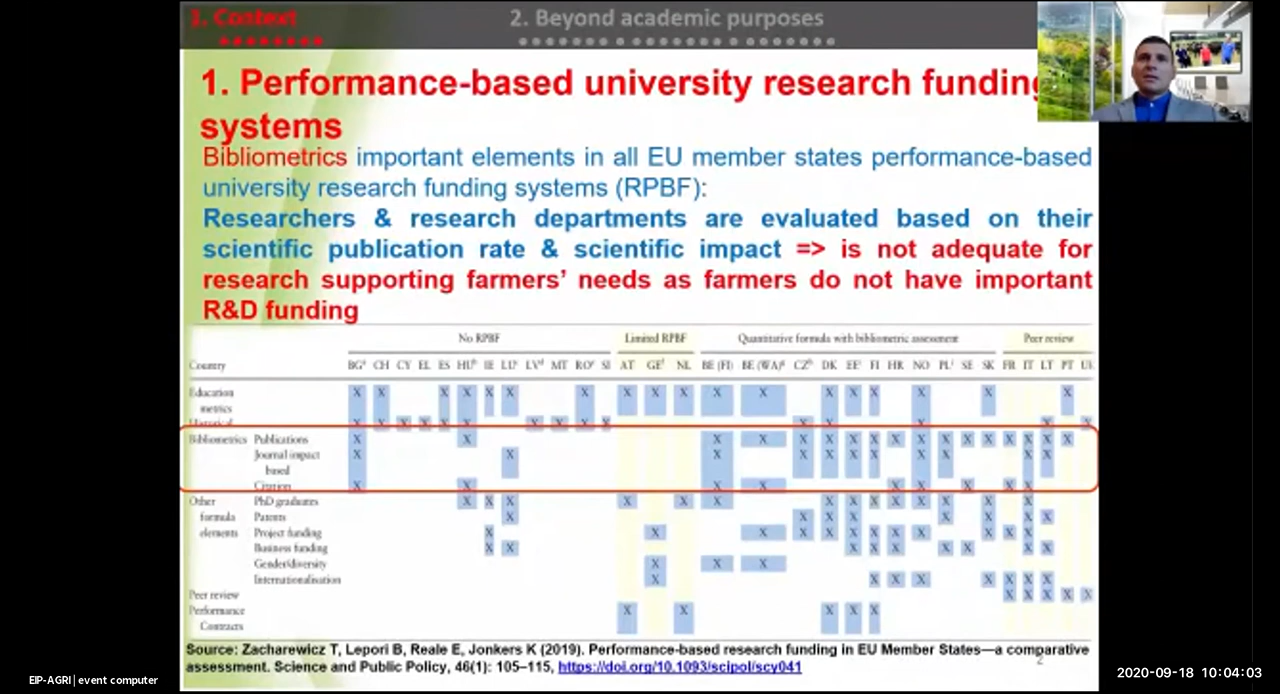 1. Context
2. Beyond academic purposes
1. Performance-based university research funding
systems
Bibliometrics important elements in all EU member states performance-based
university research funding systems (RPBF):
Researchers & research departments are evaluated based on their
scientific publication rate & scientific impact => is not adequate for
research supporting farmers' needs as farmers do not have important
R&D funding
No RPBF Limited RPBF Quantitative formula with bibliometric assessment Peer review
Country BG CH CY EL ES HU IE LU LV MT RO SI AT GE NL BE (Fl) BE (WA) CZ DK EE FI HR NO PL SE SK FR IT LT PT UK
Education X X X X X X X X X X X X X X X X X X
metrics
Historical X X X X X X X X X X X X X X X
Bibliometrics Publications X X X X X X X X X X X X X X X X X
Journal impact X X X X X X X X X X X
based
Citation X X X X X X X X X
Other PhD graduates X X X X X X X X X X X X X X
formula Patents X X X X X X X X
elements Project funding X X X X X X X X X X X X
Business funding X X X X X X X X X
Gender/diversity X X X
Internationalisation X X X X X X X X
Peer review X X X X X
Performance X X X X X
Contracts
Source: Zacharewicz T, Lepori B, Reale E, Jonkers K (2019). Performance-based research funding in EU Member States—a comparative
assessment. Science and Public Policy, 46(1): 105–115, https://doi.org/10.1093/scipol/scy041
2
EIP-AGRI | event computer
2020-09-18 10:04:03